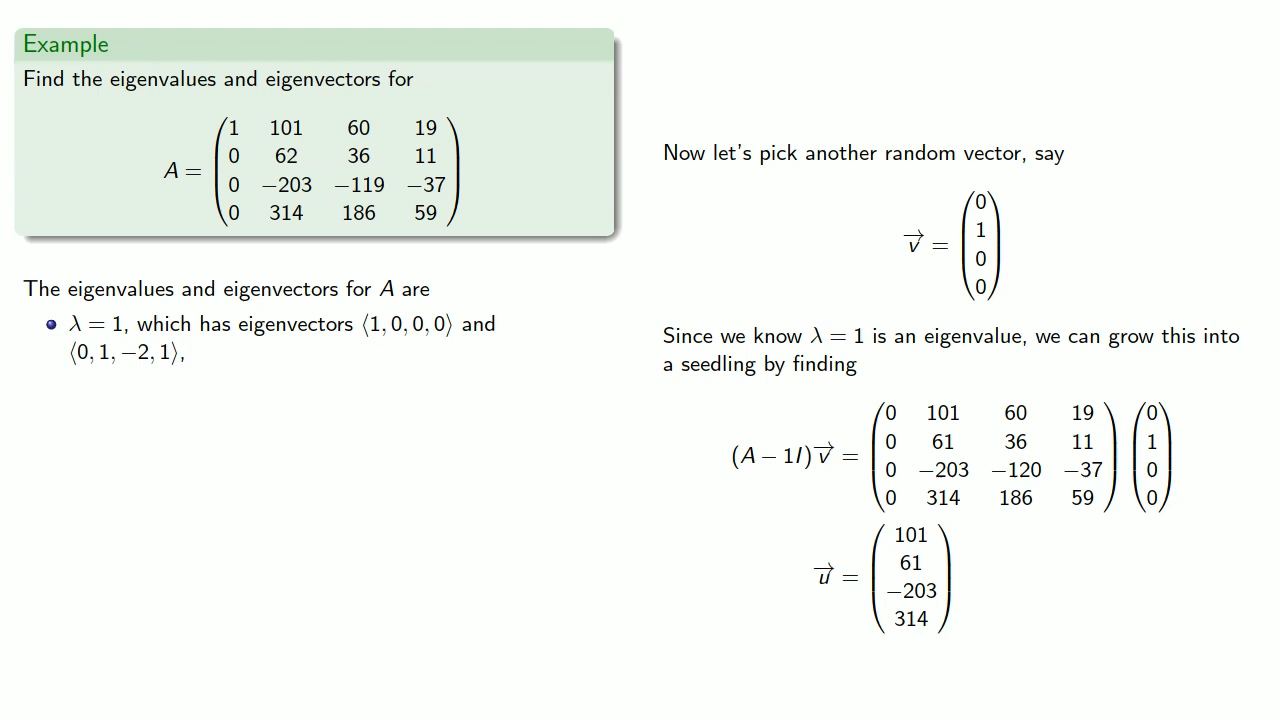 Example
Find the eigenvalues and eigenvectors for
A = 
1 101 60 19
0 62 36 11
0 −203 −119 −37
0 314 186 59
The eigenvalues and eigenvectors for A are
λ = 1, which has eigenvectors ⟨1, 0, 0, 0⟩ and
⟨0, 1, −2, 1⟩,
Now let's pick another random vector, say
v⃗ =
0
1
0
0
Since we know λ = 1 is an eigenvalue, we can grow this into
a seedling by finding
(A − 1I)v⃗ =
0 101 60 19 0
0 61 36 11 1
0 −203 −120 −37 0
0 314 186 59 0
u⃗ =
101
61
−203
314